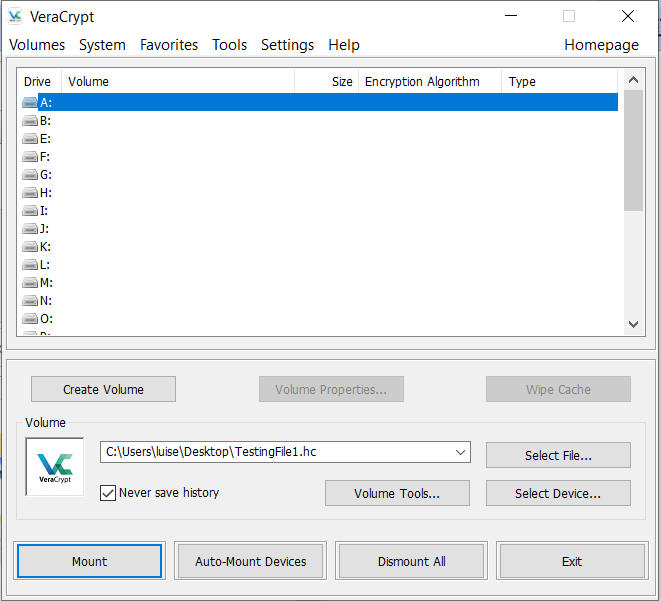 VeraCrypt
Volumes System Favorites Tools Settings Help Homepage
Drive Volume Size Encryption Algorithm Type
A:
B:
E:
F:
G:
H:
I:
J:
K:
L:
M:
N:
O:
Create Volume Volume Properties... Wipe Cache
Volume
C:\Users\luise\Desktop\TestingFile1.hc Select File...
VC
VeraCrypt
Never save history Volume Tools... Select Device...
Mount Auto-Mount Devices Dismount All Exit